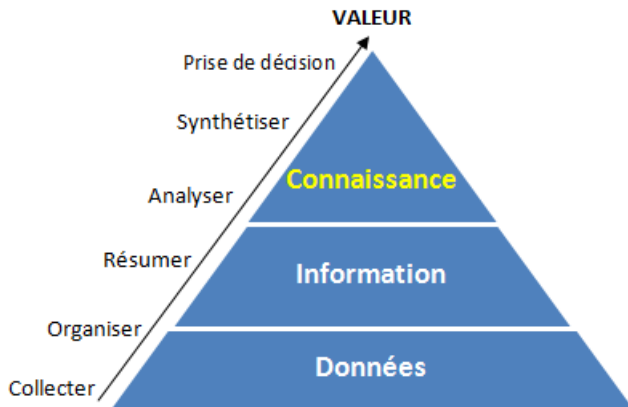 VALEUR
Prise de décision
Synthétiser
Connaissance
Analyser
Résumer
Information
Organiser
Données
Collecter